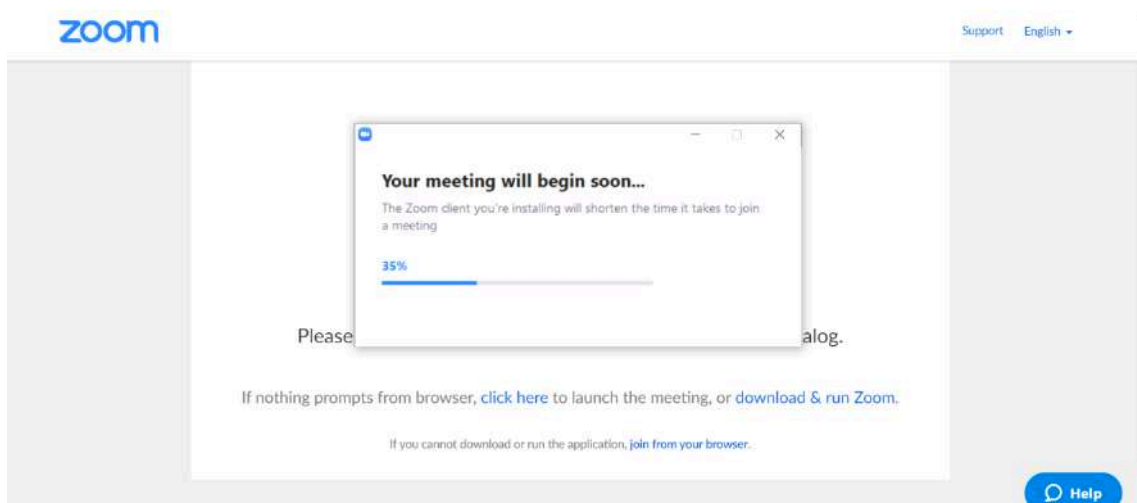 zoom
Support English
Your meeting will begin soon...
The Zoom client you're installing will shorten the time it takes to join
a meeting
35%
Please alog.
If nothing prompts from browser, click here to launch the meeting, or download & run Zoom.
If you cannot download or run the application, join from your browser.
Help